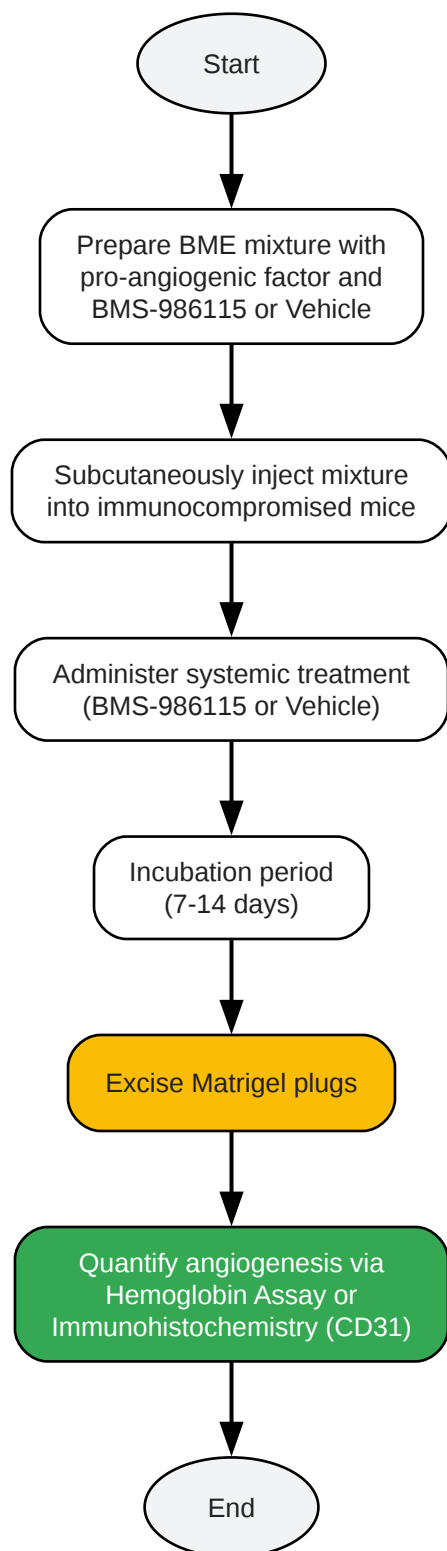 Start
Prepare BME mixture with
pro-angiogenic factor and
BMS-986115 or Vehicle
Subcutaneously inject mixture
into immunocompromised mice
Administer systemic treatment
(BMS-986115 or Vehicle)
Incubation period
(7-14 days)
Excise Matrigel plugs
Quantify angiogenesis via
Hemoglobin Assay or
Immunohistochemistry (CD31)
End